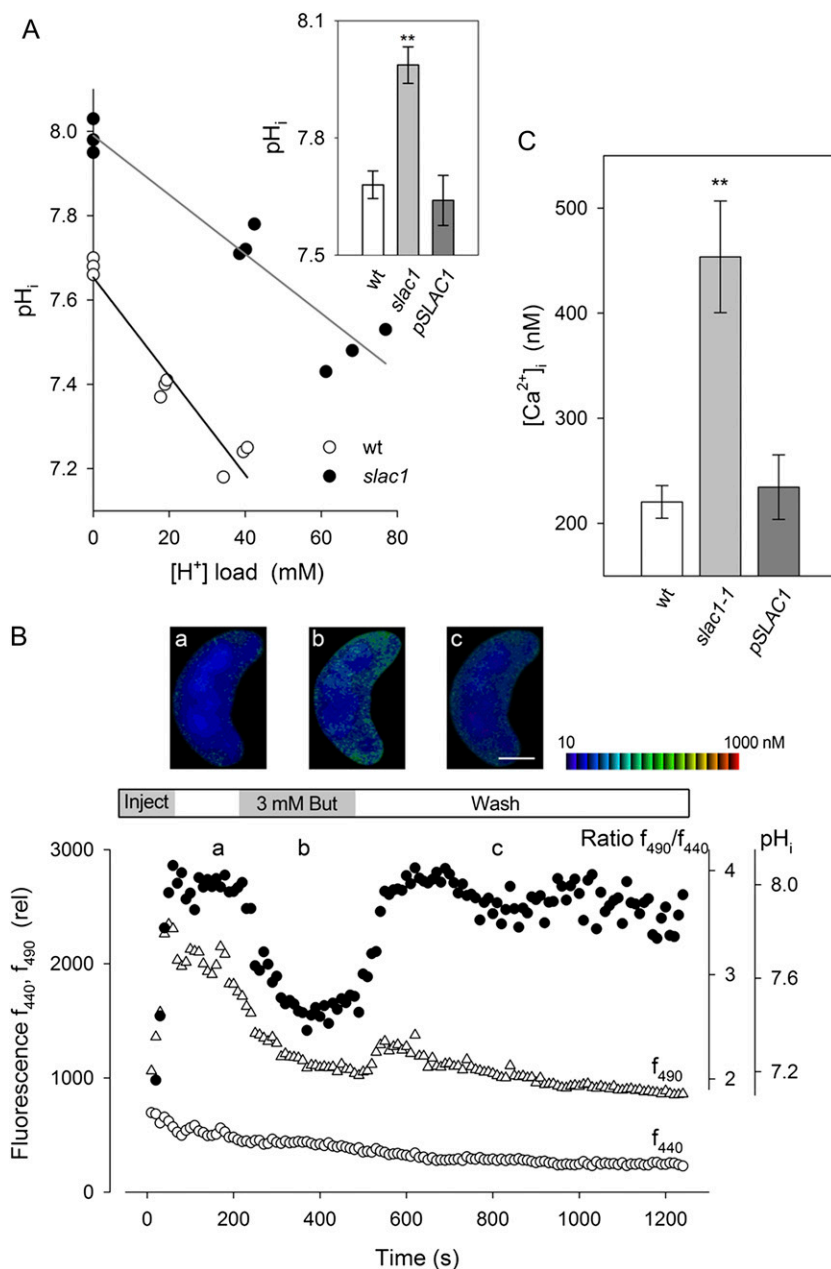 A
8.1
7.8
7.5
pHi
**
wt
slac1
pSLAC1
8.0
7.8
7.6
7.4
7.2
pHi
wt
slac1
0
20
40
60
80
[H+] load (mM)
C
**
500
450
400
350
300
250
200
[Ca2+]i (nM)
wt
slac1-1
pSLAC1
B
a
b
c
10
1000 nM
Inject
3 mM But
Wash
a
b
c
Ratio f490/f440
pHi
3000
2000
1000
0
Fluorescence f440, f490 (rel)
4
3
2
8.0
7.6
7.2
f490
f440
0
200
400
600
800
1000
1200
Time (s)